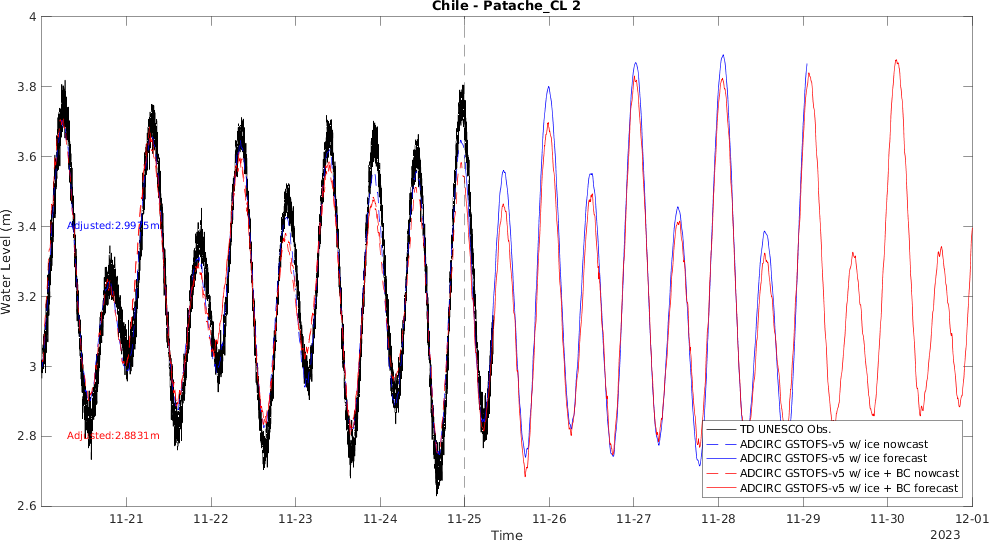 Chile - Patache_CL 2
Water Level (m)
4
3.8
3.6
3.4
3.2
3
2.8
2.6
Adjusted:2.9975m
Adjusted:2.8831m
TD UNESCO Obs.
ADCIRC GSTOFS-v5 w/ ice nowcast
ADCIRC GSTOFS-v5 w/ ice forecast
ADCIRC GSTOFS-v5 w/ ice + BC nowcast
ADCIRC GSTOFS-v5 w/ ice + BC forecast
11-21 11-22 11-23 11-24 11-25 11-26 11-27 11-28 11-29 11-30 12-01
Time
2023